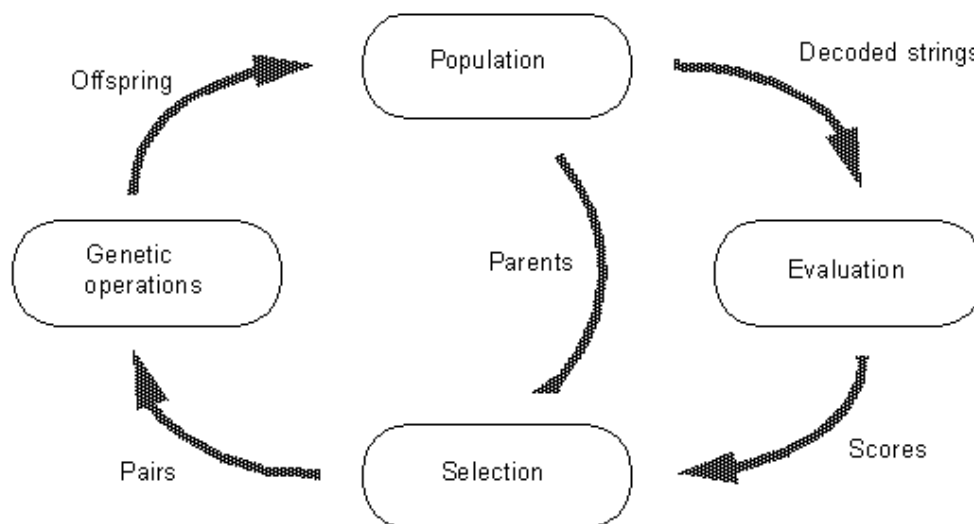 Population
Decoded strings
Offspring
Genetic
operations
Parents
Evaluation
Pairs
Selection
Scores